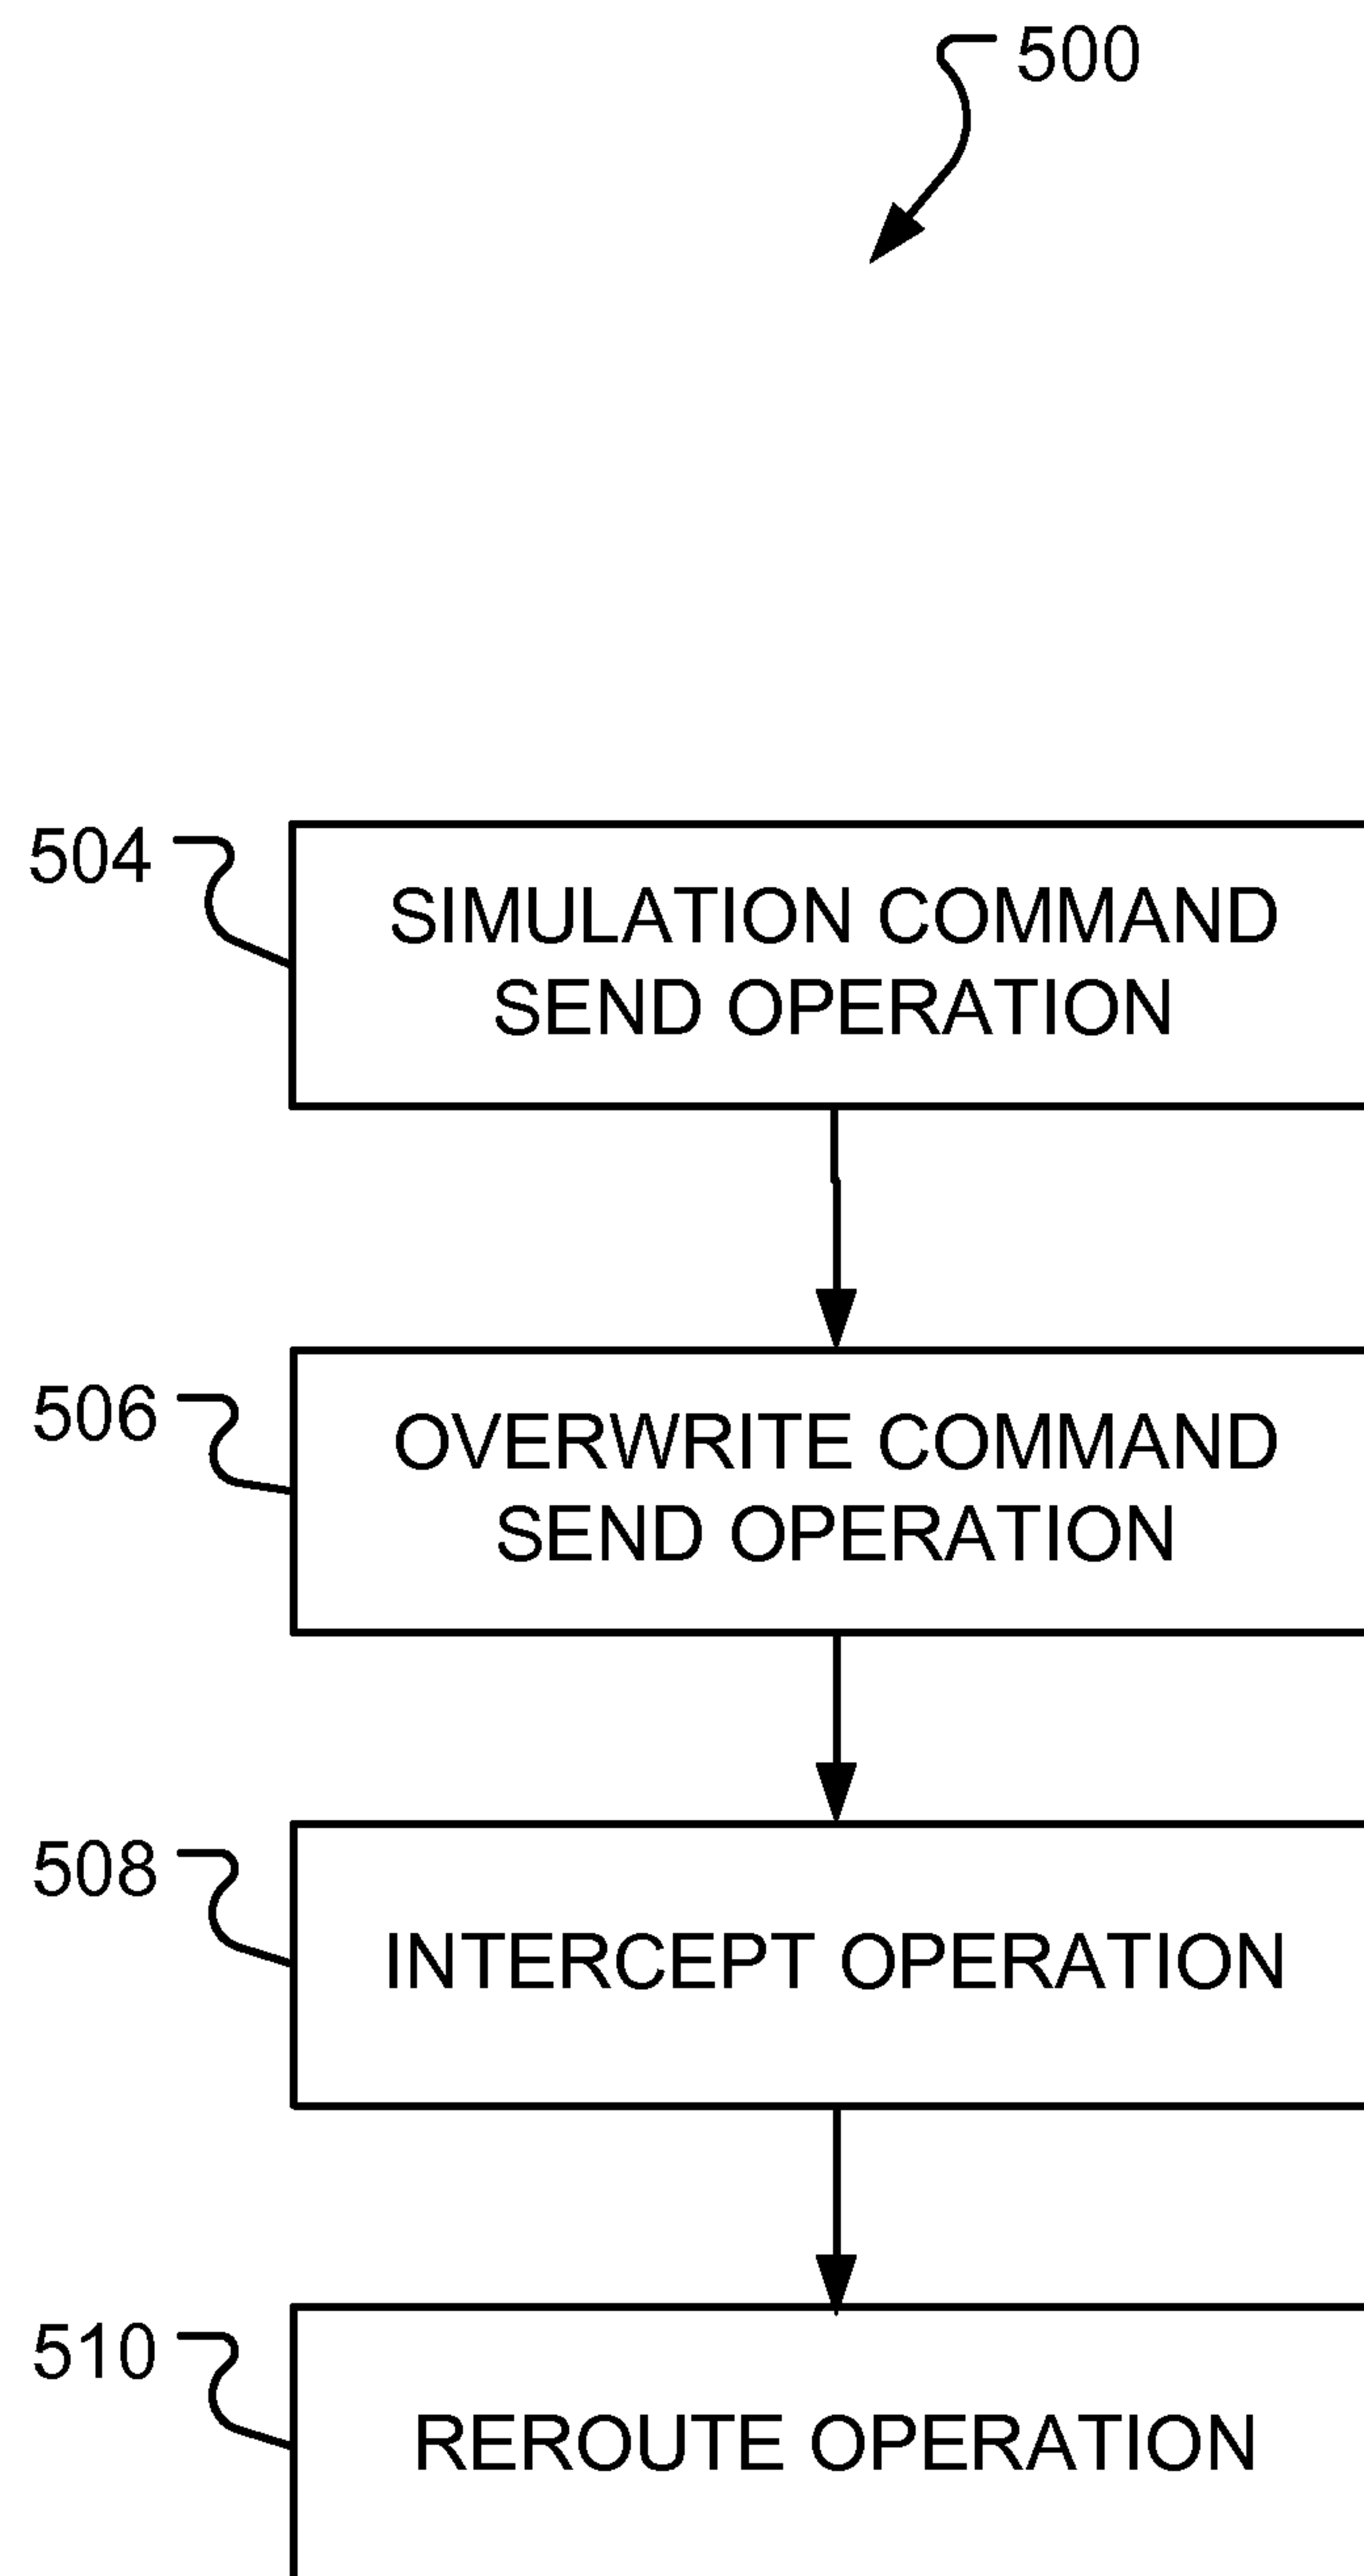 500
504
SIMULATION COMMAND
SEND OPERATION
506
OVERWRITE COMMAND
SEND OPERATION
508
INTERCEPT OPERATION
510
REROUTE OPERATION